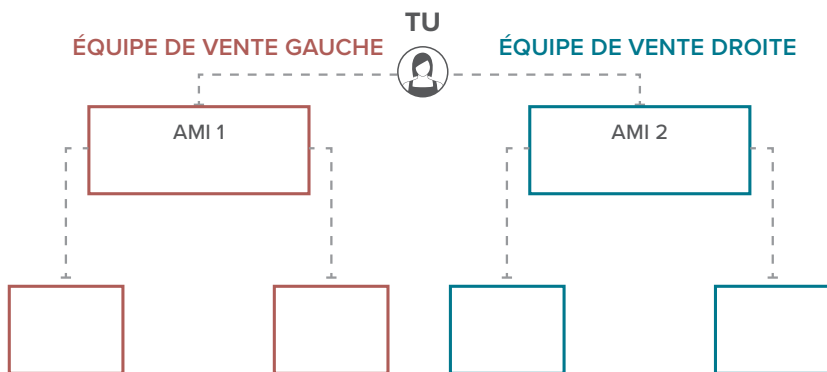 TU
ÉQUIPE DE VENTE GAUCHE
ÉQUIPE DE VENTE DROITE
AMI 1
AMI 2